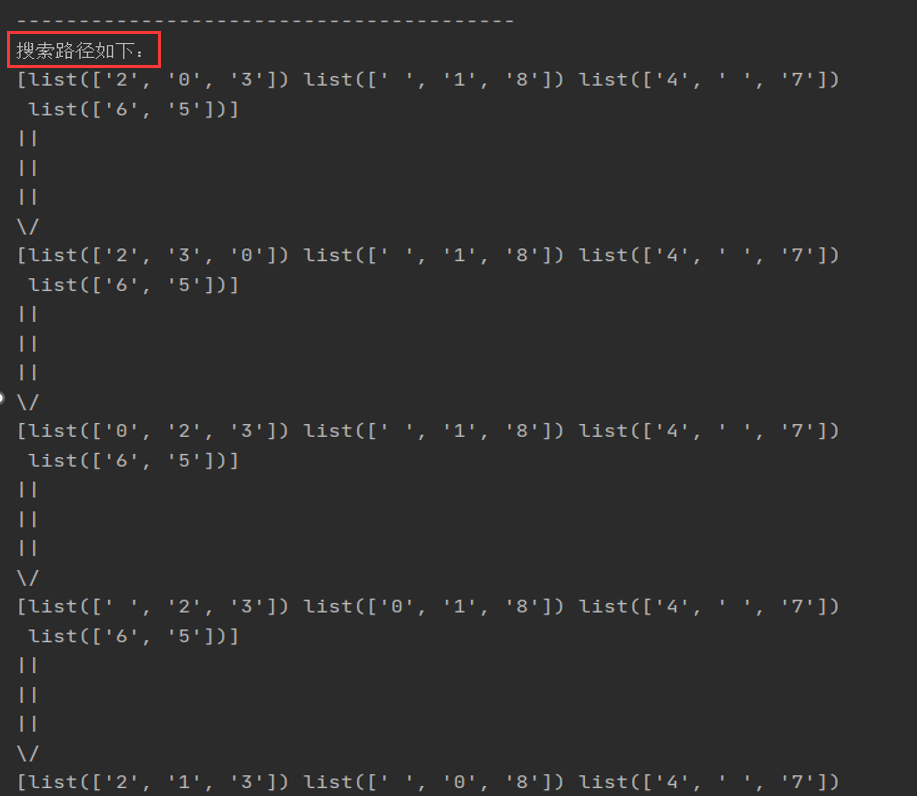 ----------------------------------------
搜索路径如下：
[list(['2', '0', '3']) list([' ', '1', '8']) list(['4', ' ', '7'])
 list(['6', '5'])]
||
||
||
\/
[list(['2', '3', '0']) list([' ', '1', '8']) list(['4', ' ', '7'])
 list(['6', '5'])]
||
||
||
\/
[list(['0', '2', '3']) list([' ', '1', '8']) list(['4', ' ', '7'])
 list(['6', '5'])]
||
||
||
\/
[list([' ', '2', '3']) list(['0', '1', '8']) list(['4', ' ', '7'])
 list(['6', '5'])]
||
||
||
\/
[list(['2', '1', '3']) list([' ', '0', '8']) list(['4', ' ', '7'])